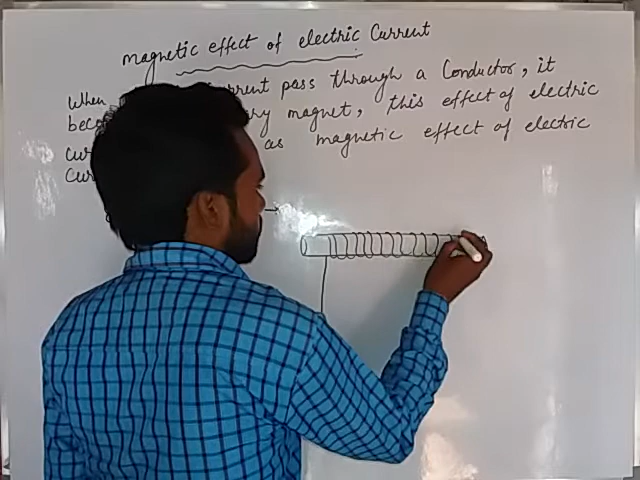 magnetic effect of electric Current
When pass through a Conductor, it
magnet, this effect of electric
as magnetic effect of electric